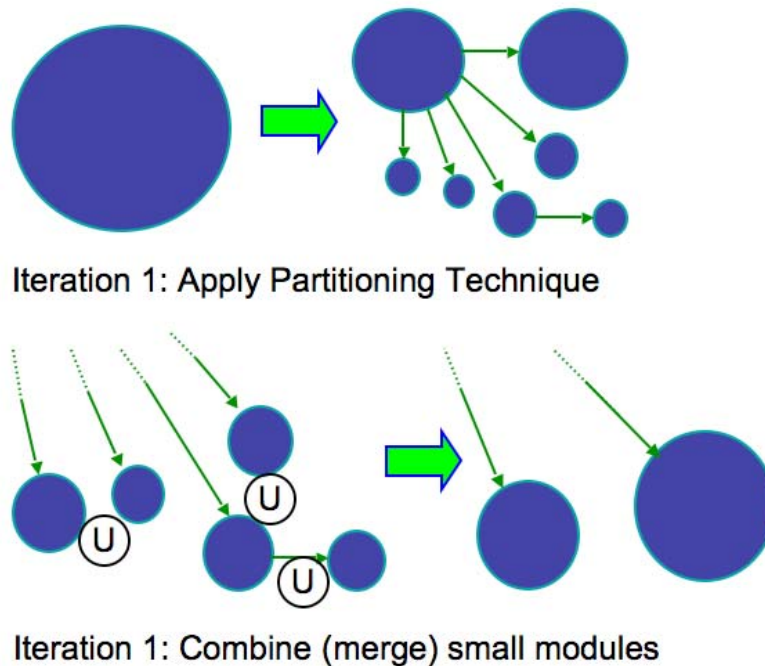 Iteration 1: Apply Partitioning Technique
U
U
U
Iteration 1: Combine (merge) small modules